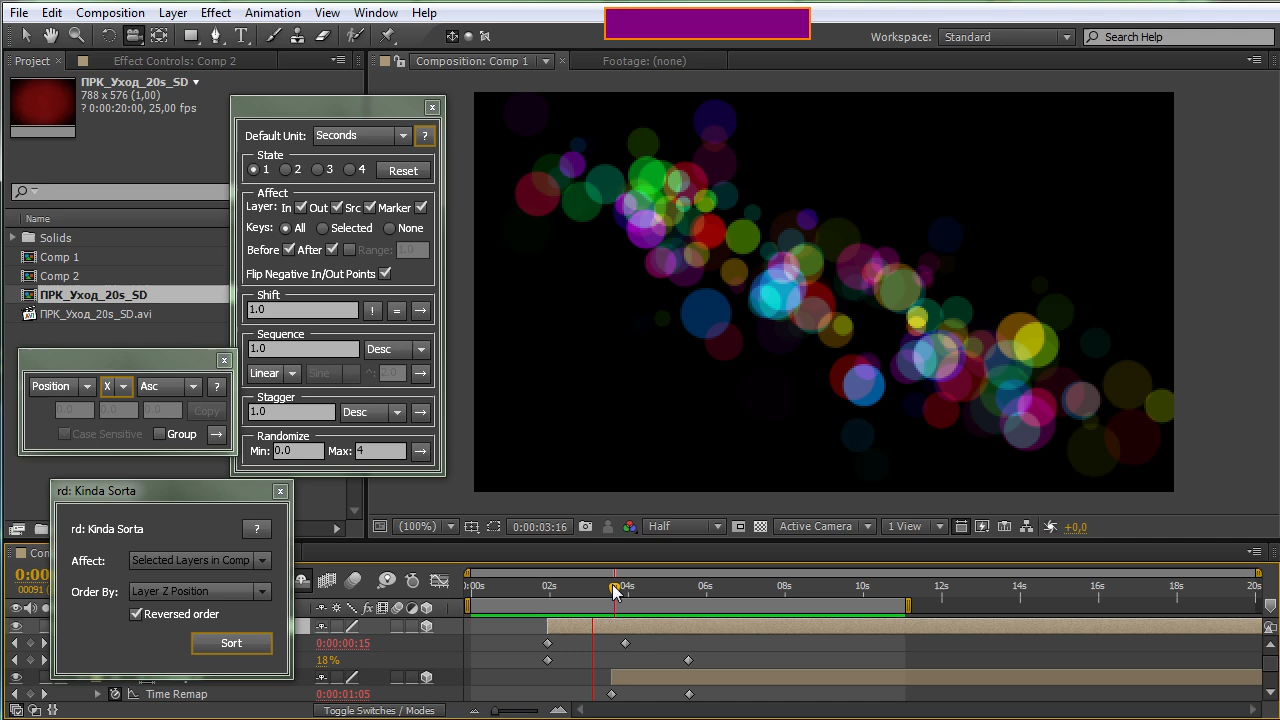 File Edit Composition Layer Effect Animation View Window Help
Workspace: Standard Search Help
Project Effect Controls: Comp 2 Composition: Comp 1 Footage: (none)
ПРК_Уход_20s_SD
788 x 576 (1,00)
? 0:00:20:00, 25,00 fps
Name
Solids
Comp 1
Comp 2
ПРК_Уход_20s_SD
ПРК_Уход_20s_SD.avi
Default Unit: Seconds ?
State
1 2 3 4 Reset
Affect
Layer: In Out Src Marker
Keys: All Selected None
Before After Range: 1.0
Flip Negative In/Out Points
Shift
1.0 ! = →
Sequence
1.0 Desc
Linear Sine ^: 2.0 →
Stagger
1.0 Desc →
Randomize
Min: 0.0 Max: 4 →
Position X Asc ?
0.0 0.0 0.0 Copy
Case Sensitive Group →
rd: Kinda Sorta
rd: Kinda Sorta ?
Affect: Selected Layers in Comp
Order By: Layer Z Position
Reversed order
Sort
(100%) 0:00:03:16 Half Active Camera 1 View +0,0
:00s 02s 04s 06s 08s 10s 12s 14s 16s 18s 20s
0:00:00:15
18%
Time Remap 0:00:01:05
Toggle Switches / Modes